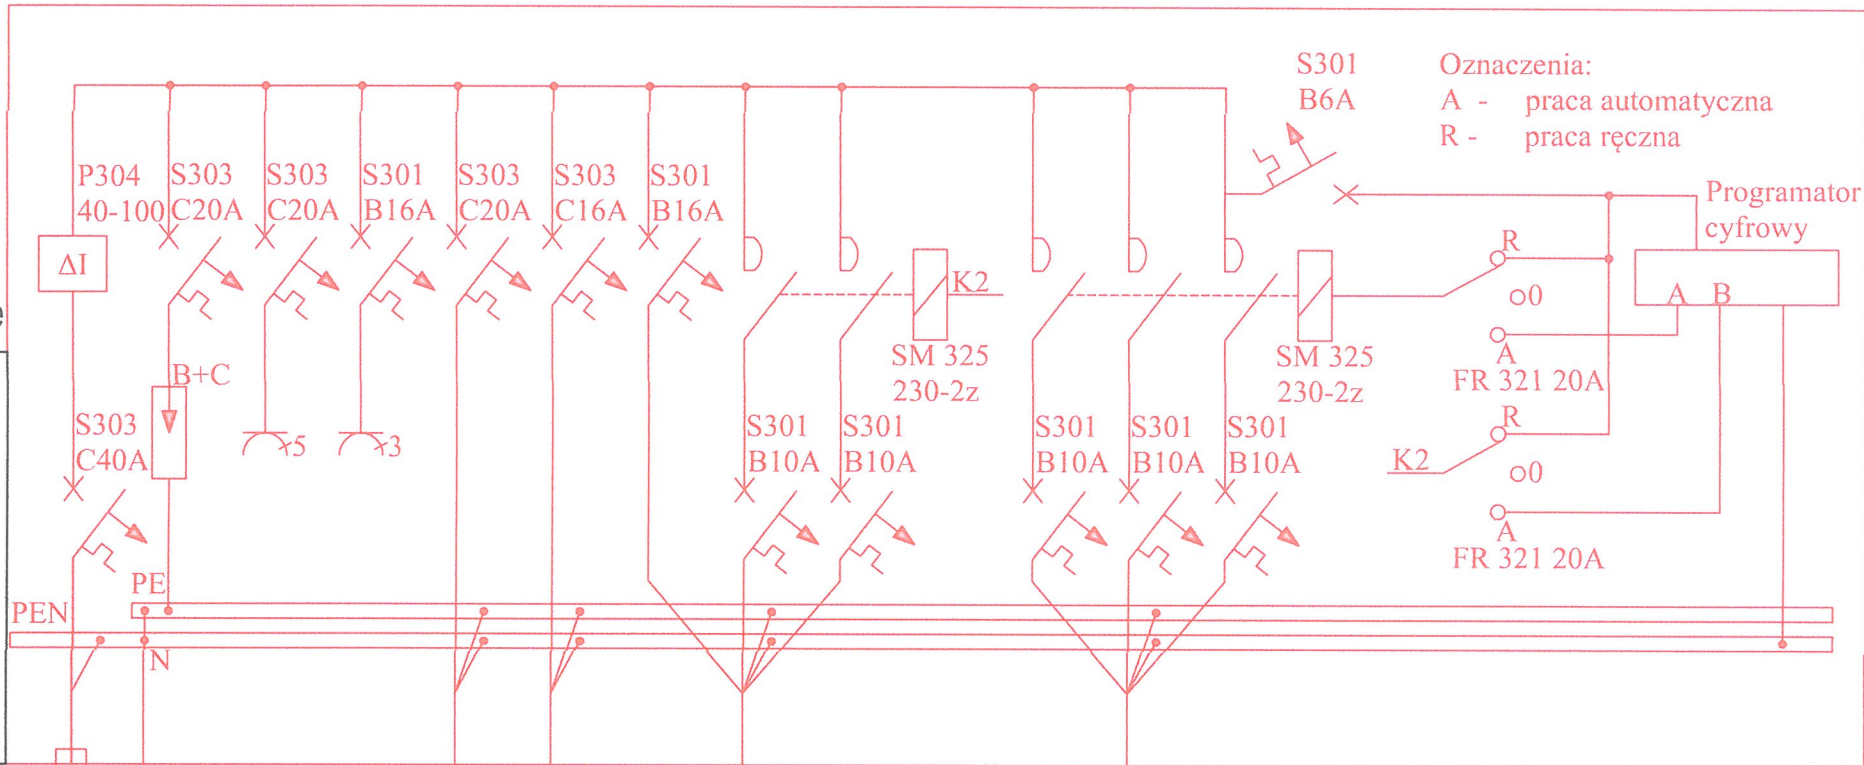 S301
B6A
Oznaczenia:
A - praca automatyczna
R - praca ręczna
P304
40-100
S303
C20A
S303
C20A
S301
B16A
S303
C20A
S303
C16A
S301
B16A
Programator
cyfrowy
ΔI
K2
R
0
A B
SM 325
230-2z
SM 325
230-2z
A
FR 321 20A
B+C
S303
C40A
5
3
S301
B10A
S301
B10A
S301
B10A
S301
B10A
S301
B10A
R
K2
0
A
FR 321 20A
PE
PEN
N